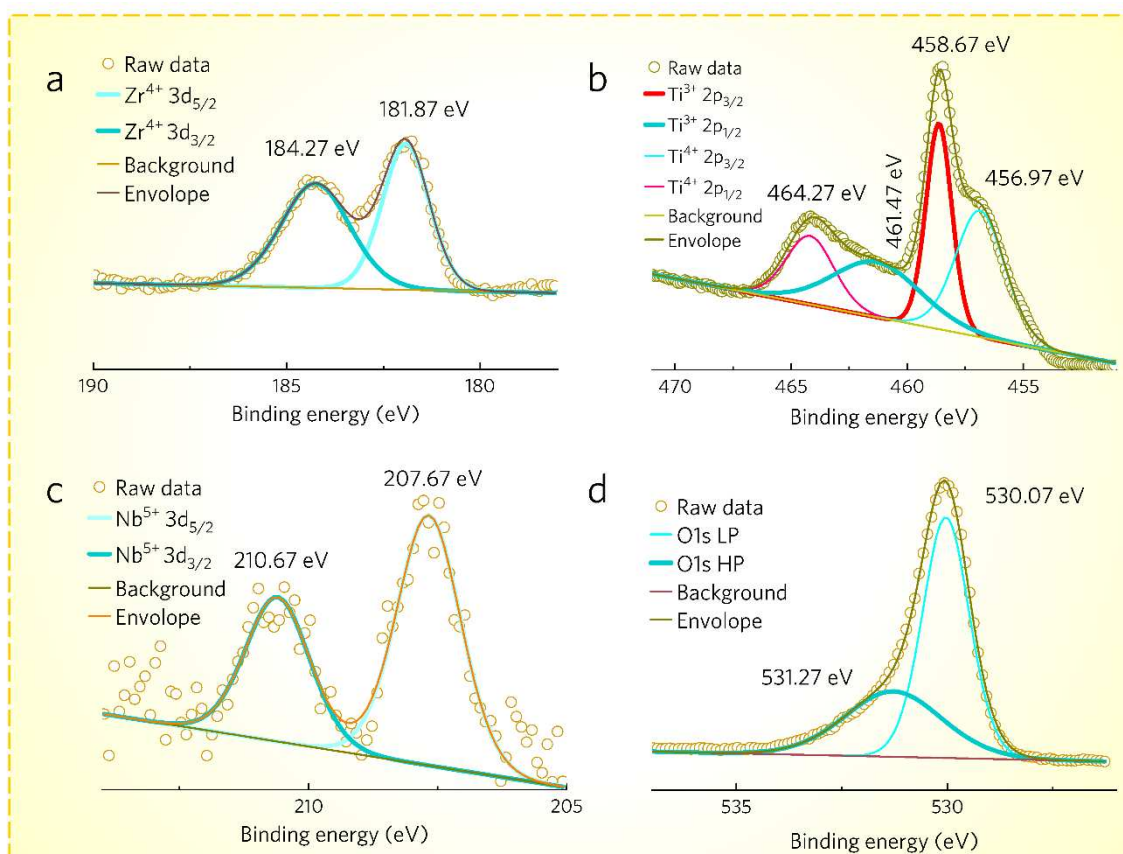 a
Raw data
Zr⁴⁺ 3d₅/₂
Zr⁴⁺ 3d₃/₂
Background
Envolope
184.27 eV
181.87 eV
190
185
180
Binding energy (eV)
b
Raw data
Ti³⁺ 2p₃/₂
Ti³⁺ 2p₁/₂
Ti⁴⁺ 2p₃/₂
Ti⁴⁺ 2p₁/₂
Background
Envolope
464.27 eV
461.47 eV
458.67 eV
456.97 eV
470
465
460
455
Binding energy (eV)
c
Raw data
Nb⁵⁺ 3d₅/₂
Nb⁵⁺ 3d₃/₂
Background
Envolope
210.67 eV
207.67 eV
210
205
Binding energy (eV)
d
Raw data
O1s LP
O1s HP
Background
Envolope
531.27 eV
530.07 eV
535
530
Binding energy (eV)